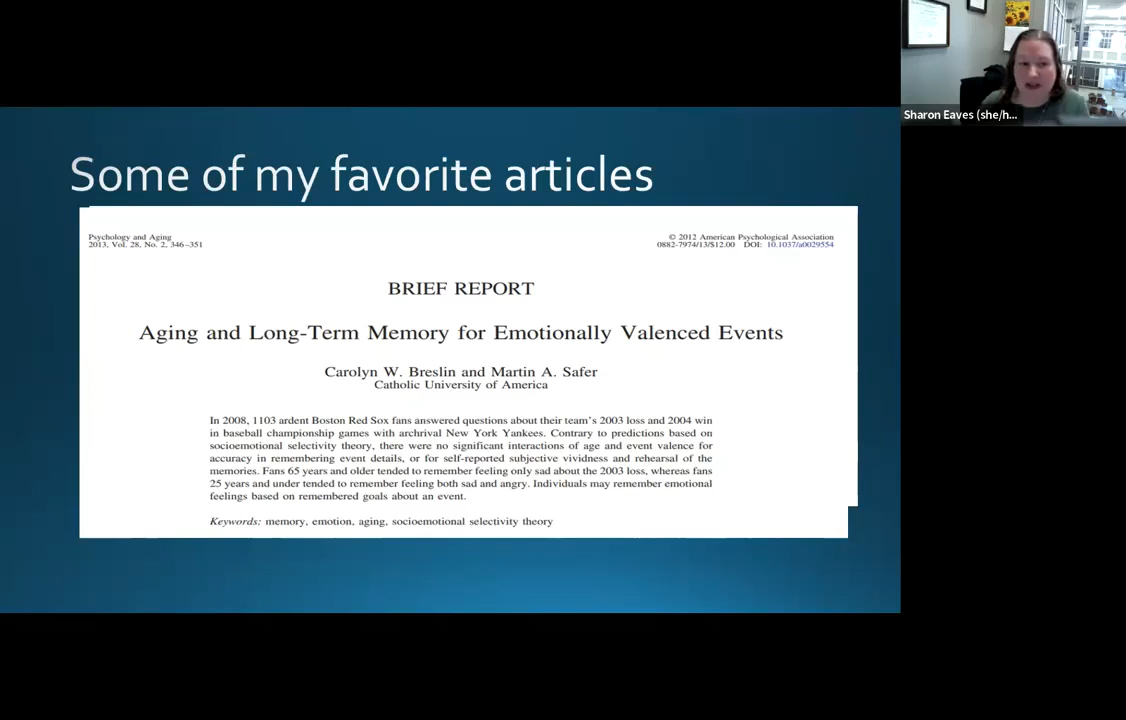 Some of my favorite articles
Psychology and Aging
2013, Vol. 28, No. 2, 346–351
© 2012 American Psychological Association
0882-7974/13/$12.00 DOI: 10.1037/a0029554
BRIEF REPORT
Aging and Long-Term Memory for Emotionally Valenced Events
Carolyn W. Breslin and Martin A. Safer
Catholic University of America
In 2008, 1103 ardent Boston Red Sox fans answered questions about their team's 2003 loss and 2004 win
in baseball championship games with archrival New York Yankees. Contrary to predictions based on
socioemotional selectivity theory, there were no significant interactions of age and event valence for
accuracy in remembering event details, or for self-reported subjective vividness and rehearsal of the
memories. Fans 65 years and older tended to remember feeling only sad about the 2003 loss, whereas fans
25 years and under tended to remember feeling both sad and angry. Individuals may remember emotional
feelings based on remembered goals about an event.
Keywords: memory, emotion, aging, socioemotional selectivity theory
Sharon Eaves (she/h...